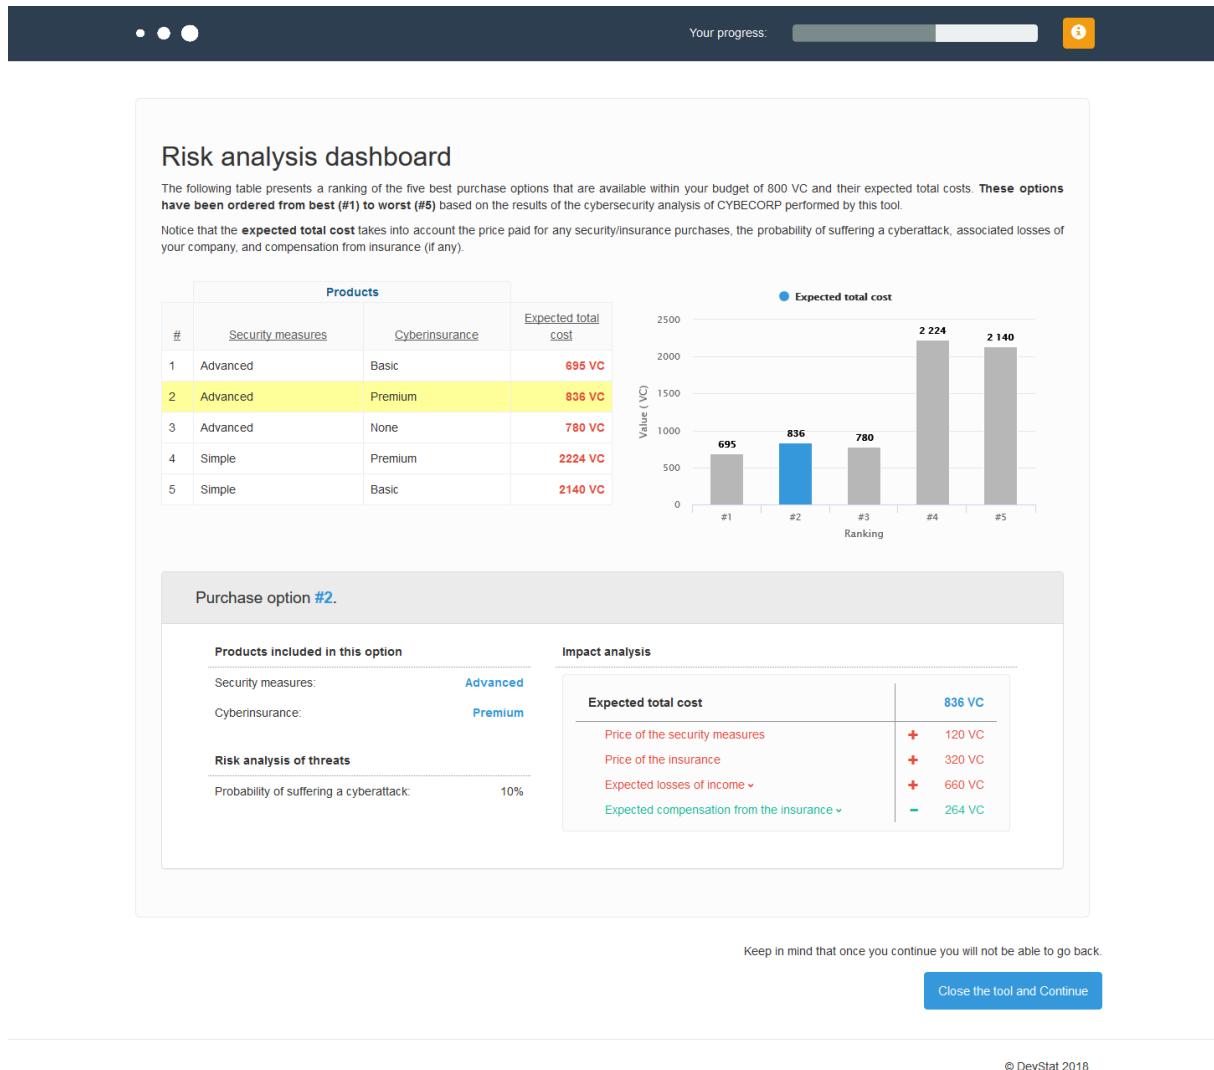 Your progress:
Risk analysis dashboard
The following table presents a ranking of the five best purchase options that are available within your budget of 800 VC and their expected total costs. These options
have been ordered from best (#1) to worst (#5) based on the results of the cybersecurity analysis of CYBECORP performed by this tool.
Notice that the expected total cost takes into account the price paid for any security/insurance purchases, the probability of suffering a cyberattack, associated losses of
your company, and compensation from insurance (if any).
Products
# Security measures Cyberinsurance Expected total
cost
1 Advanced Basic 695 VC
2 Advanced Premium 836 VC
3 Advanced None 780 VC
4 Simple Premium 2224 VC
5 Simple Basic 2140 VC
Expected total cost
Value ( VC)
2500
2000
1500
1000
500
0
695
836
780
2 224
2 140
#1 #2 #3 #4 #5
Ranking
Purchase option #2.
Products included in this option
Security measures: Advanced
Cyberinsurance: Premium
Risk analysis of threats
Probability of suffering a cyberattack: 10%
Impact analysis
Expected total cost 836 VC
Price of the security measures + 120 VC
Price of the insurance + 320 VC
Expected losses of income + 660 VC
Expected compensation from the insurance - 264 VC
Keep in mind that once you continue you will not be able to go back.
Close the tool and Continue
© DevStat 2018